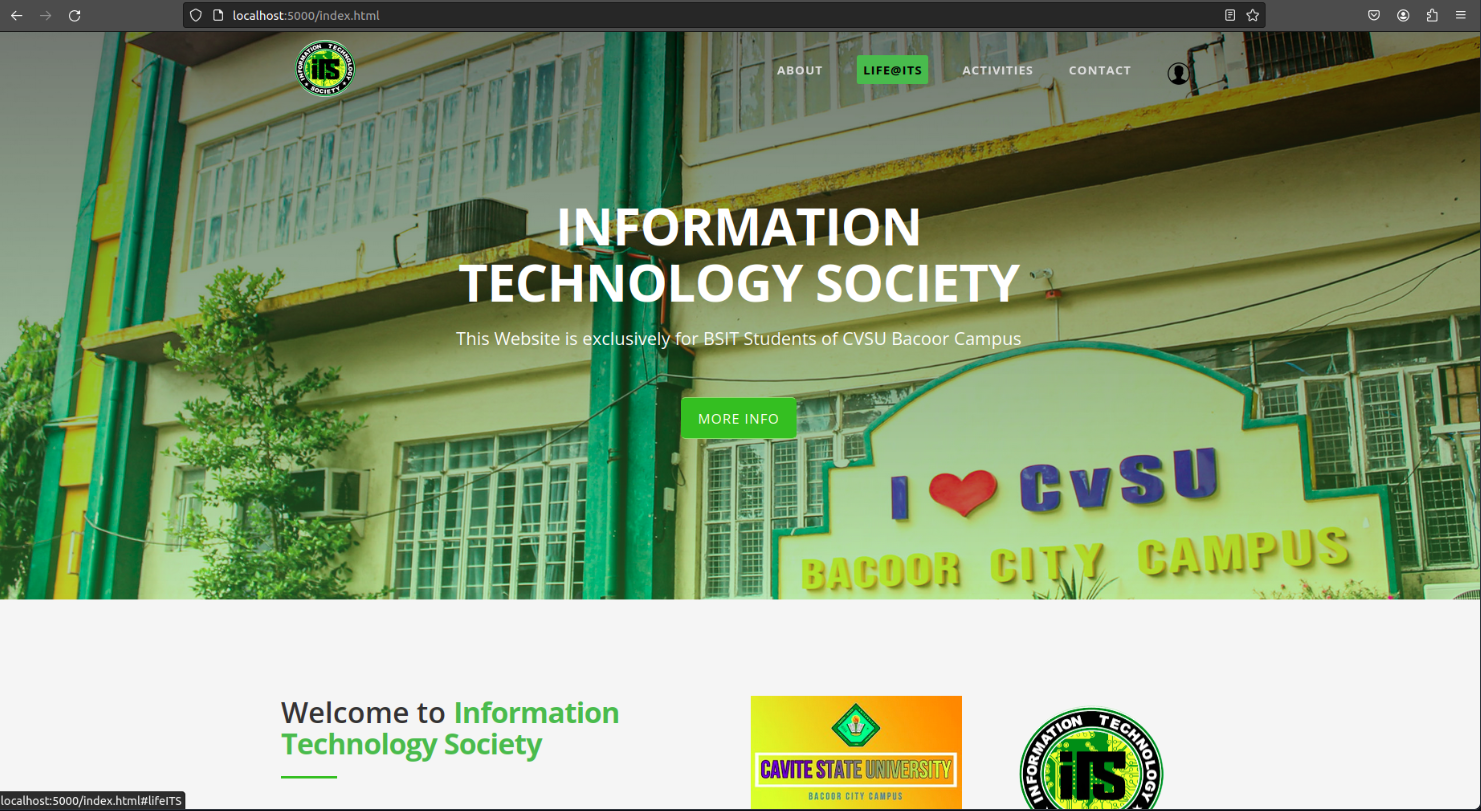 localhost:5000/index.html
INFORMATION TECHNOLOGY
iTS
SOCIETY
ABOUT
LIFE@ITS
ACTIVITIES
CONTACT
INFORMATION
TECHNOLOGY SOCIETY
This Website is exclusively for BSIT Students of CVSU Bacoor Campus
MORE INFO
I ❤ CvSU
BACOOR CITY CAMPUS
Welcome to Information
Technology Society
CAVITE STATE UNIVERSITY
BACOOR CITY CAMPUS
INFORMATION TECHNOLOGY
iTS
localhost:5000/index.html#lifeITS